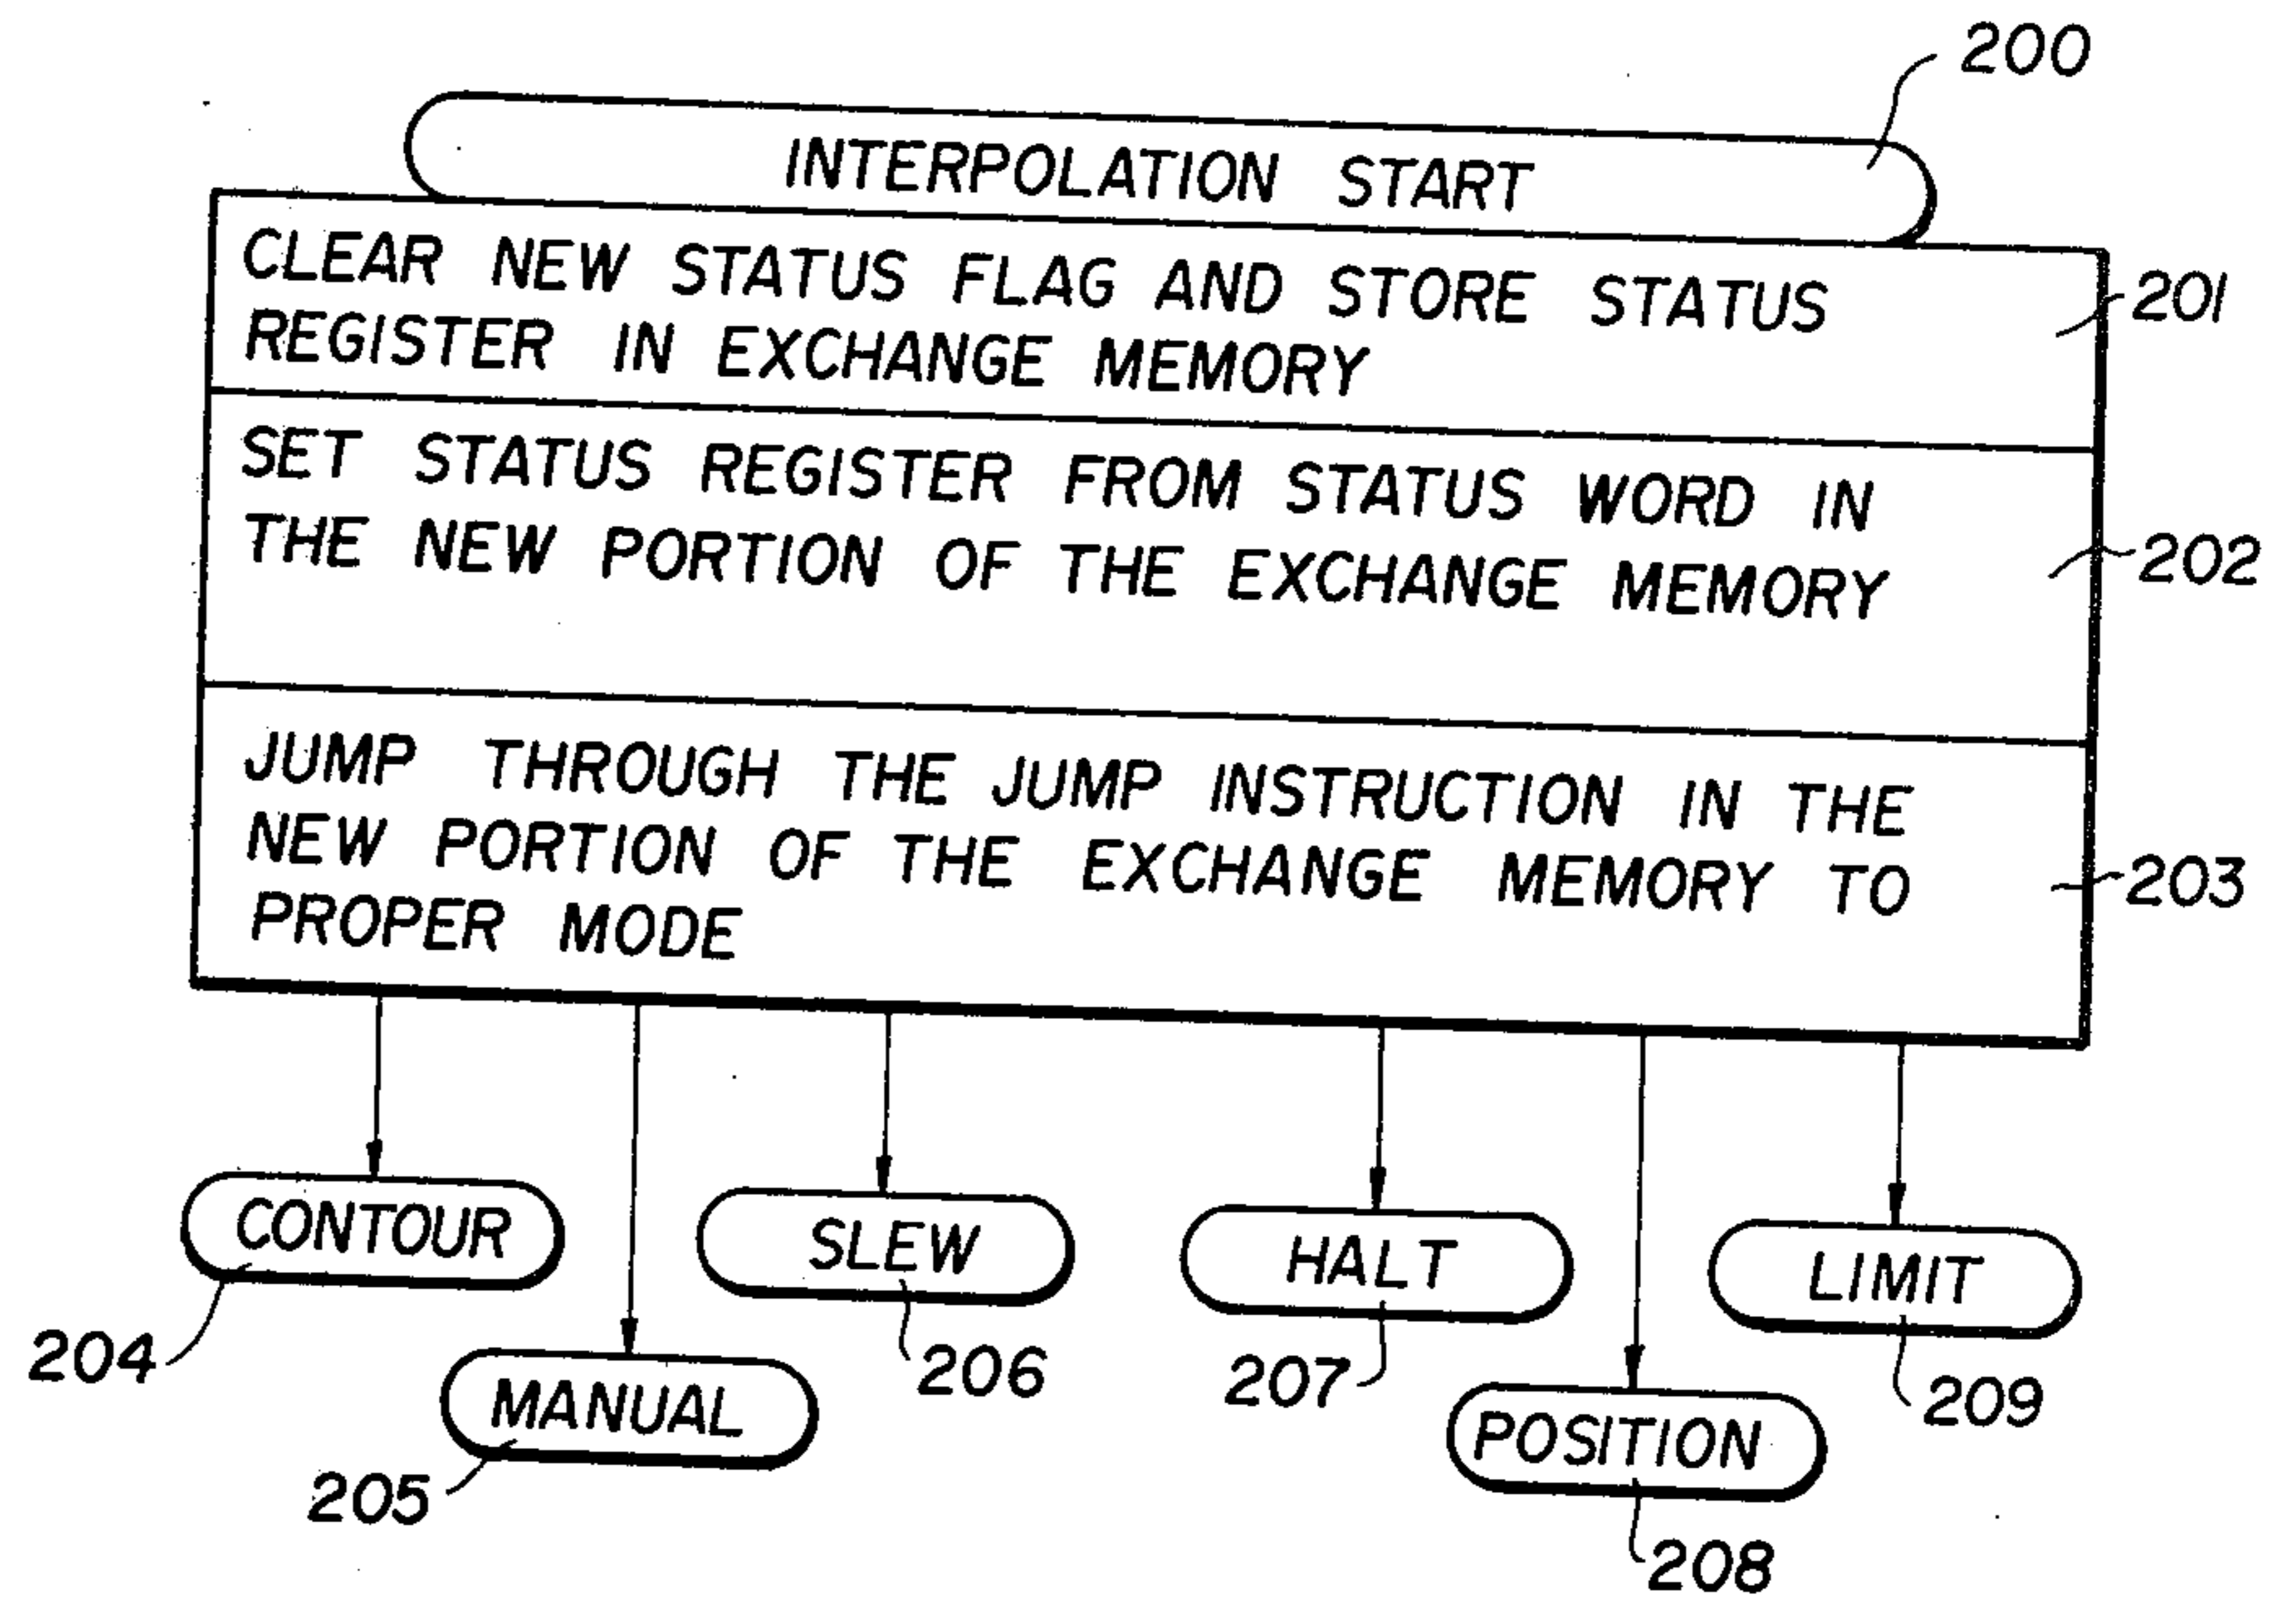 200
INTERPOLATION START
CLEAR NEW STATUS FLAG AND STORE STATUS
REGISTER IN EXCHANGE MEMORY
201
SET STATUS REGISTER FROM STATUS WORD IN
THE NEW PORTION OF THE EXCHANGE MEMORY
202
JUMP THROUGH THE JUMP INSTRUCTION IN THE
NEW PORTION OF THE EXCHANGE MEMORY TO
PROPER MODE
203
CONTOUR
SLEW
HALT
LIMIT
204
206
207
209
MANUAL
POSITION
205
208